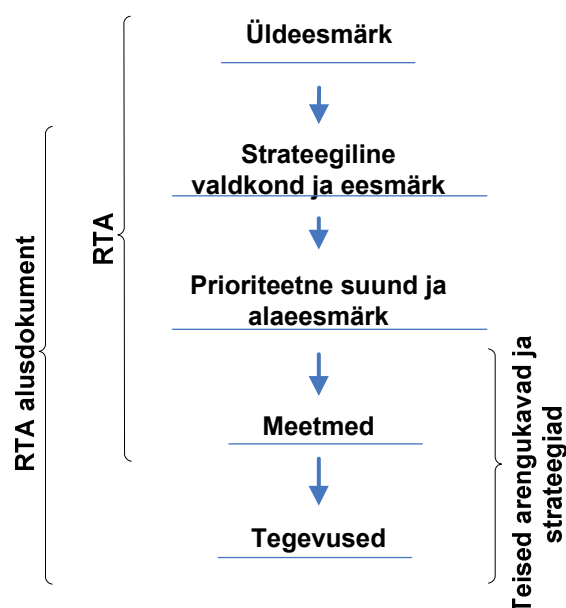 Üldeesmärk
Strateegiline
valdkond ja eesmärk
Prioriteetne suund ja
alaeesmärk
Meetmed
Tegevused
RTA
RTA alusdokument
Teised arengukavad ja
strateegiad